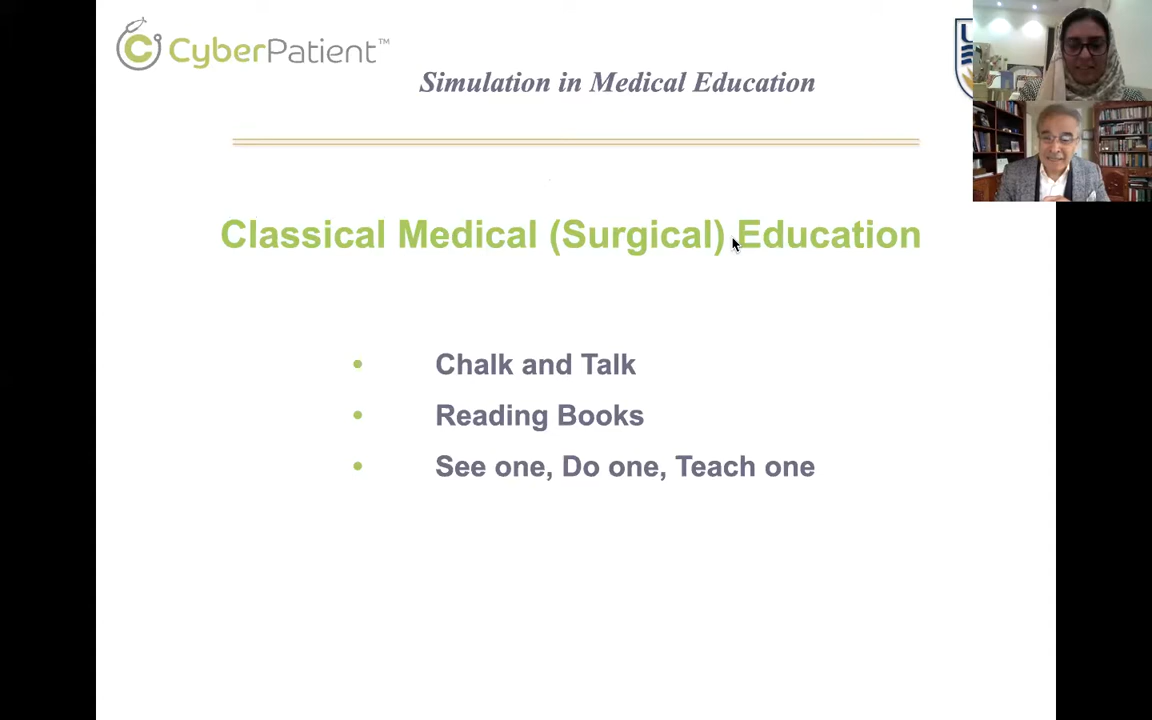 CyberPatient™
Simulation in Medical Education
Classical Medical (Surgical) Education
• Chalk and Talk
• Reading Books
• See one, Do one, Teach one